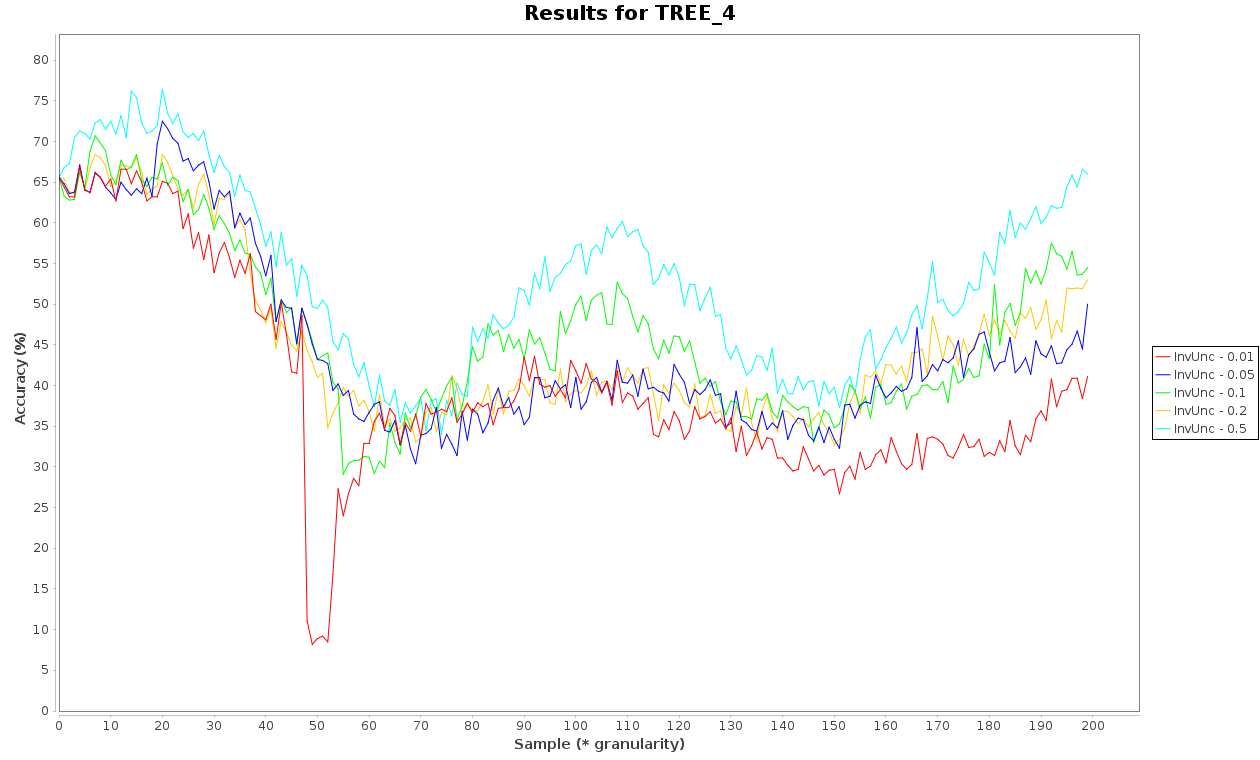 Results for TREE_4
80
75
70
65
60
55
50
45
40
35
30
25
20
15
10
5
0
Accuracy (%)
0 10 20 30 40 50 60 70 80 90 100 110 120 130 140 150 160 170 180 190 200
Sample (* granularity)
InvUnc - 0.01
InvUnc - 0.05
InvUnc - 0.1
InvUnc - 0.2
InvUnc - 0.5